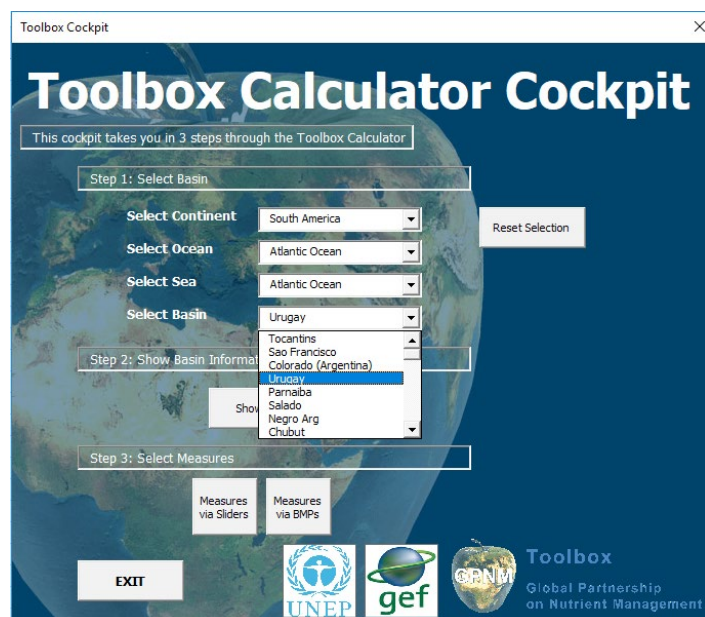 Toolbox Cockpit
Toolbox Calculator Cockpit
This cockpit takes you in 3 steps through the Toolbox Calculator
Step 1: Select Basin
Select Continent
South America
Reset Selection
Select Ocean
Atlantic Ocean
Select Sea
Atlantic Ocean
Select Basin
Urugay
Tocantins
Sao Francisco
Colorado (Argentina)
Urugay
Parnaiba
Salado
Negro Arg
Chubut
Step 2: Show Basin Informat
Show
Step 3: Select Measures
Measures
via Sliders
Measures
via BMPs
EXIT
UNEP
gef
GPNM
Toolbox
Global Partnership
on Nutrient Management